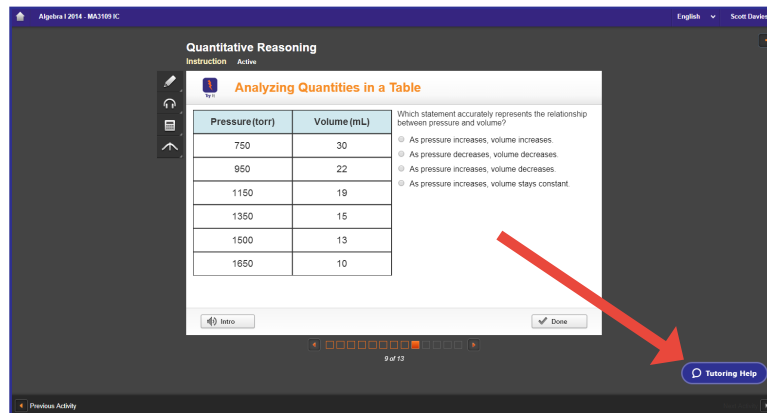 Algebra I 2014 - MA3109 IC
English
Scott Davies
Quantitative Reasoning
Instruction Active
Try It
Analyzing Quantities in a Table
Pressure (torr) Volume (mL)
750 30
950 22
1150 19
1350 15
1500 13
1650 10
Which statement accurately represents the relationship
between pressure and volume?
As pressure increases, volume increases.
As pressure decreases, volume decreases.
As pressure increases, volume decreases.
As pressure increases, volume stays constant.
Intro
Done
9 of 13
Tutoring Help
Previous Activity